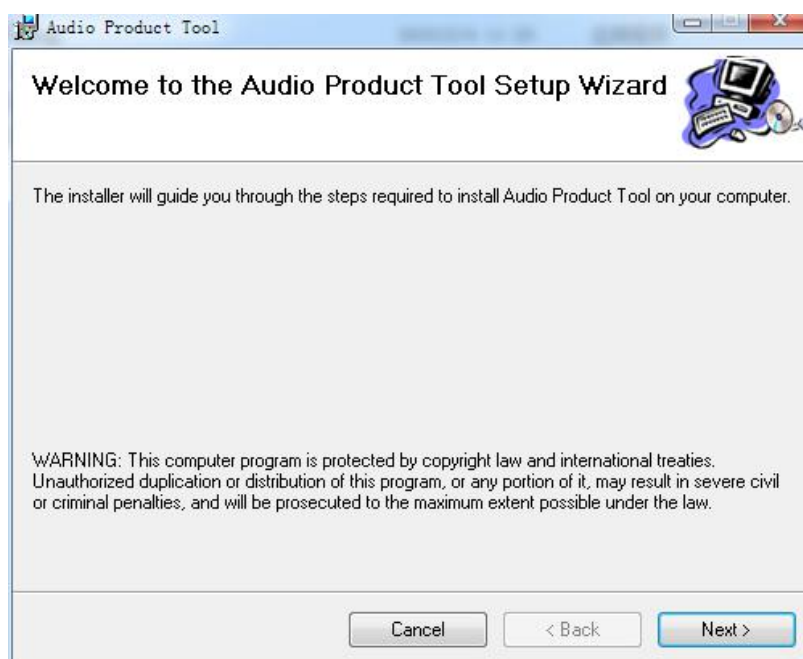 Audio Product Tool
Welcome to the Audio Product Tool Setup Wizard
The installer will guide you through the steps required to install Audio Product Tool on your computer.
WARNING: This computer program is protected by copyright law and international treaties.
Unauthorized duplication or distribution of this program, or any portion of it, may result in severe civil
or criminal penalties, and will be prosecuted to the maximum extent possible under the law.
Cancel
< Back
Next >